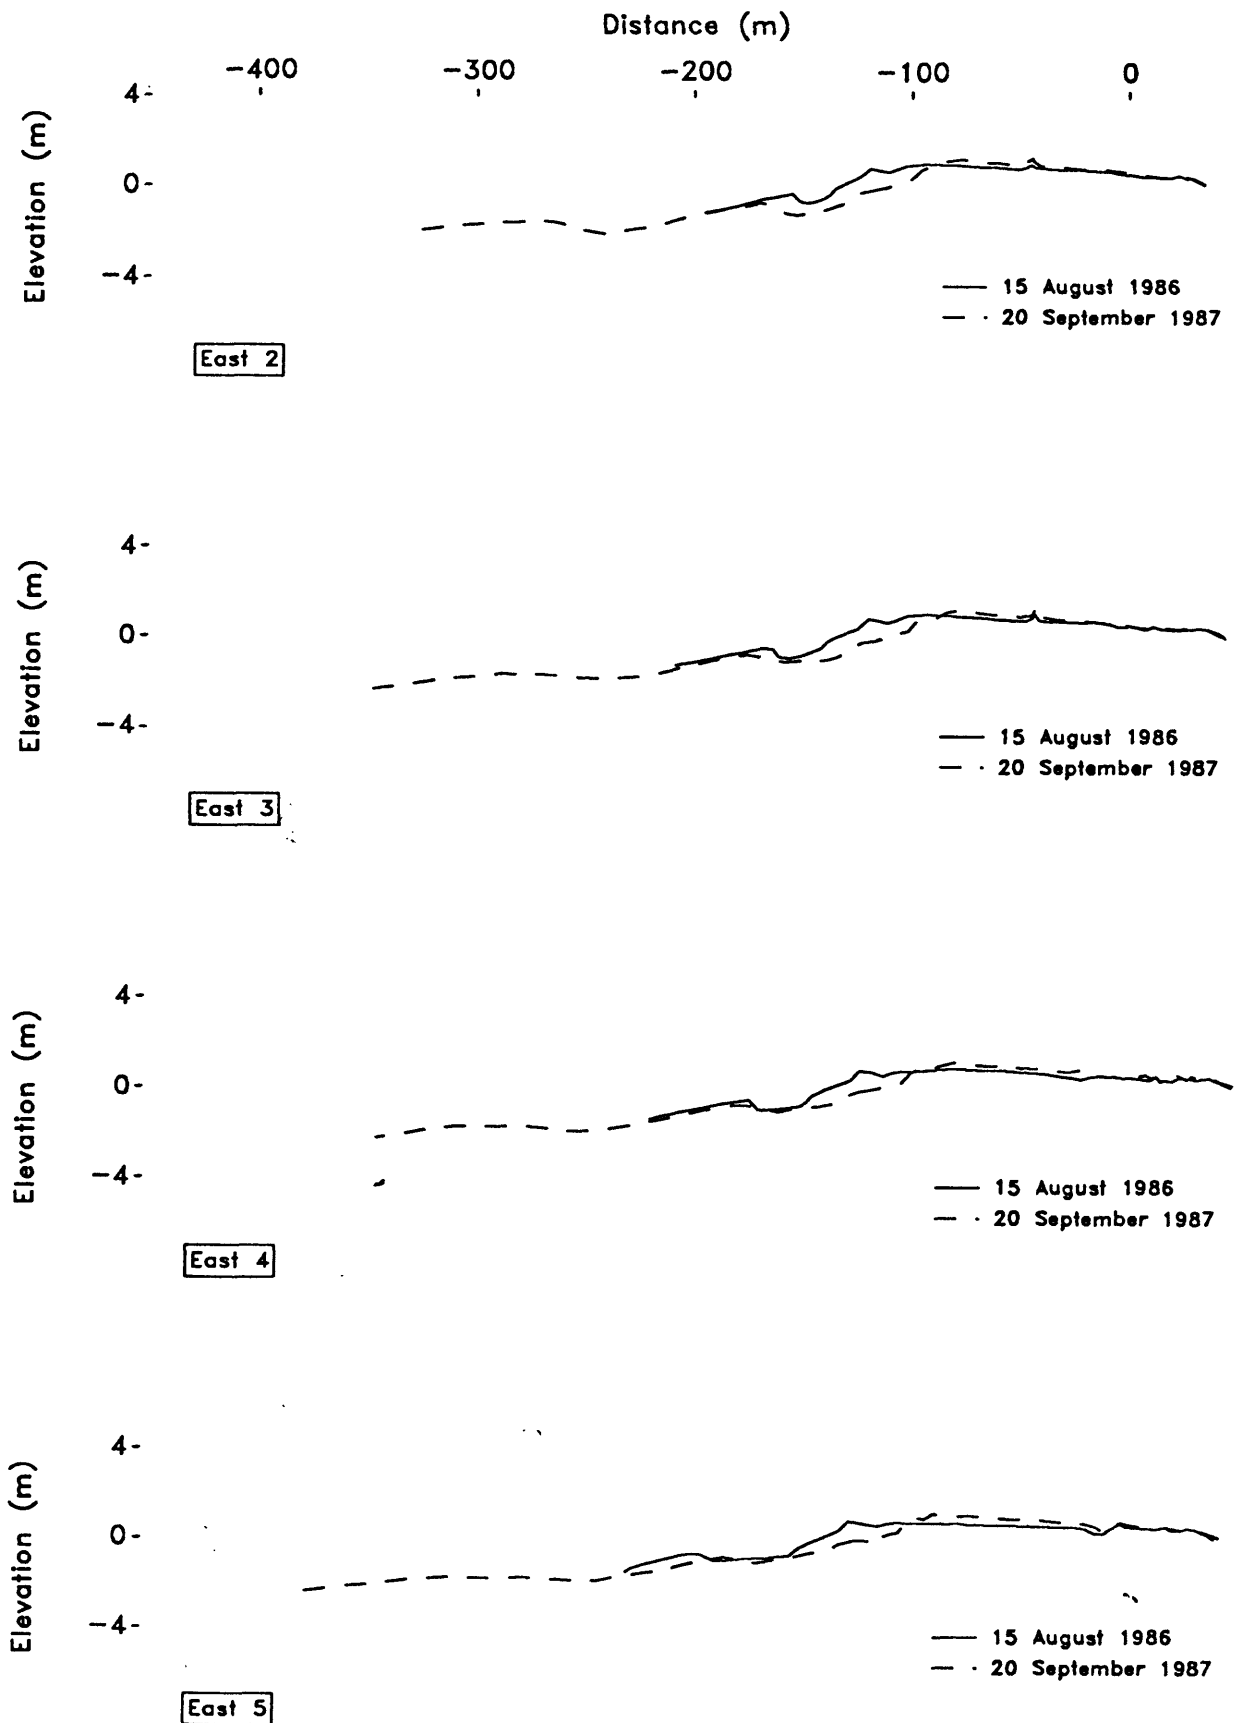 Distance (m)
-400 -300 -200 -100 0
4-
0-
-4-
Elevation (m)
15 August 1986
20 September 1987
East 2
4-
0-
-4-
Elevation (m)
15 August 1986
20 September 1987
East 3
4-
0-
-4-
Elevation (m)
15 August 1986
20 September 1987
East 4
4-
0-
-4-
Elevation (m)
15 August 1986
20 September 1987
East 5